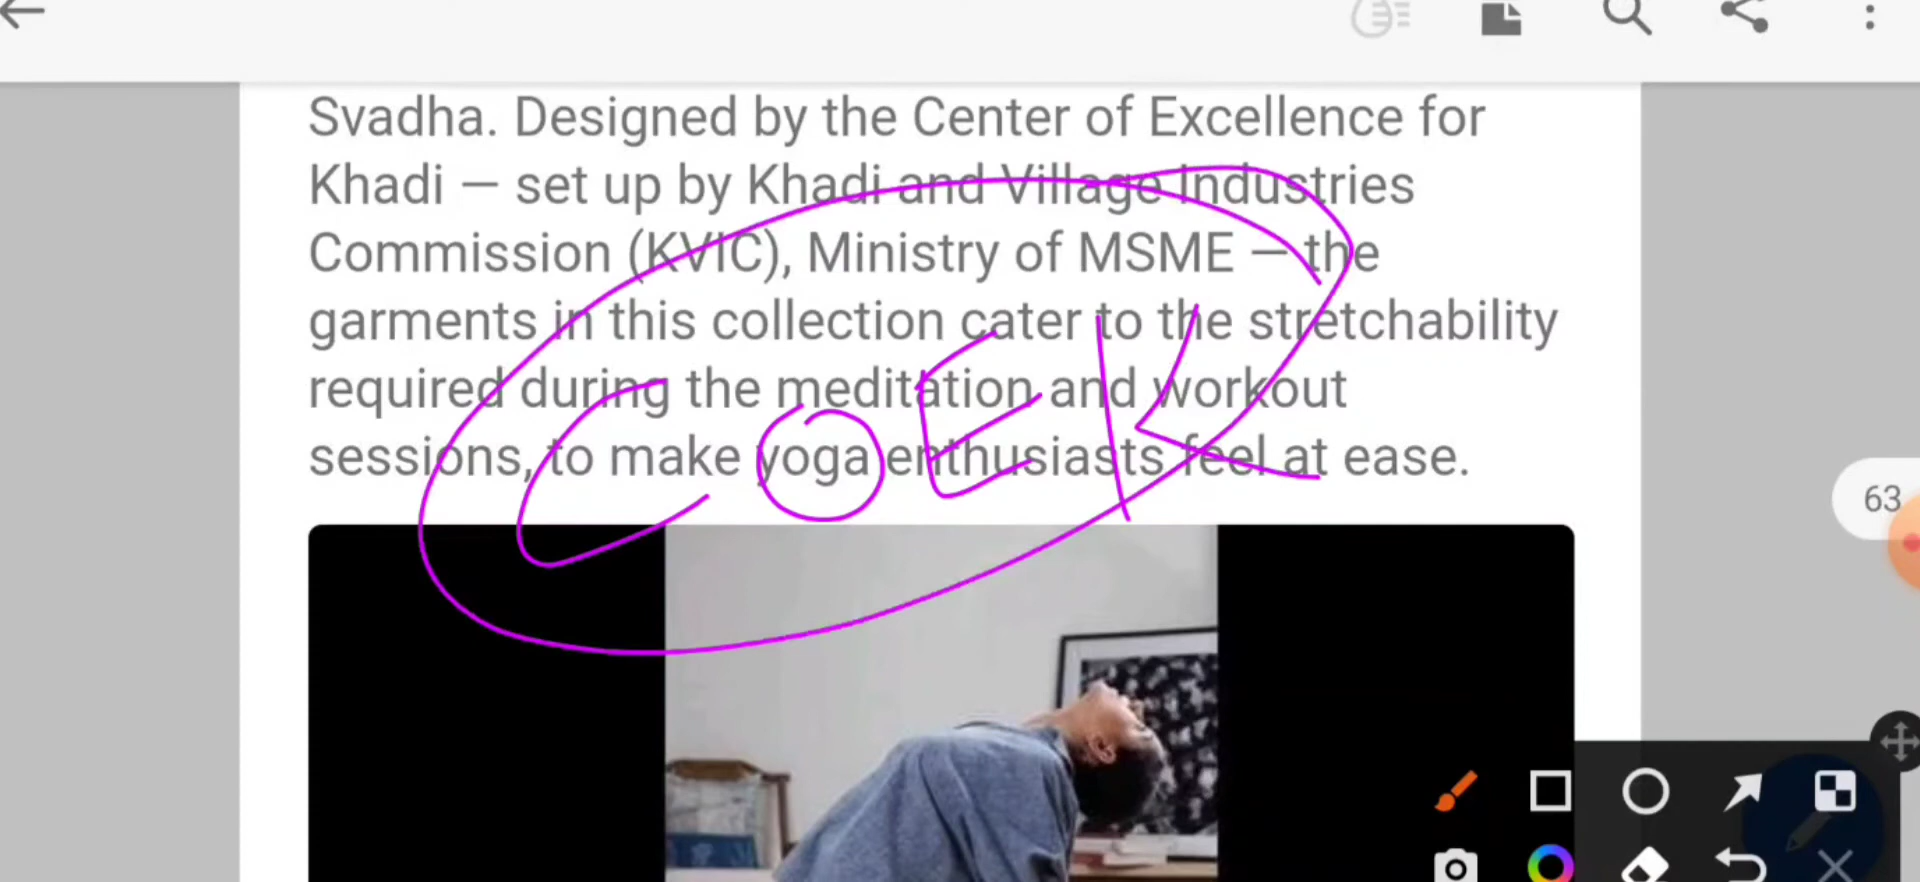 Svadha. Designed by the Center of Excellence for
Khadi — set up by Khadi and Village Industries
Commission (KVIC), Ministry of MSME — the
garments in this collection cater to the stretchability
required during the meditation and workout
sessions, to make yoga enthusiasts feel at ease.
COEK
63